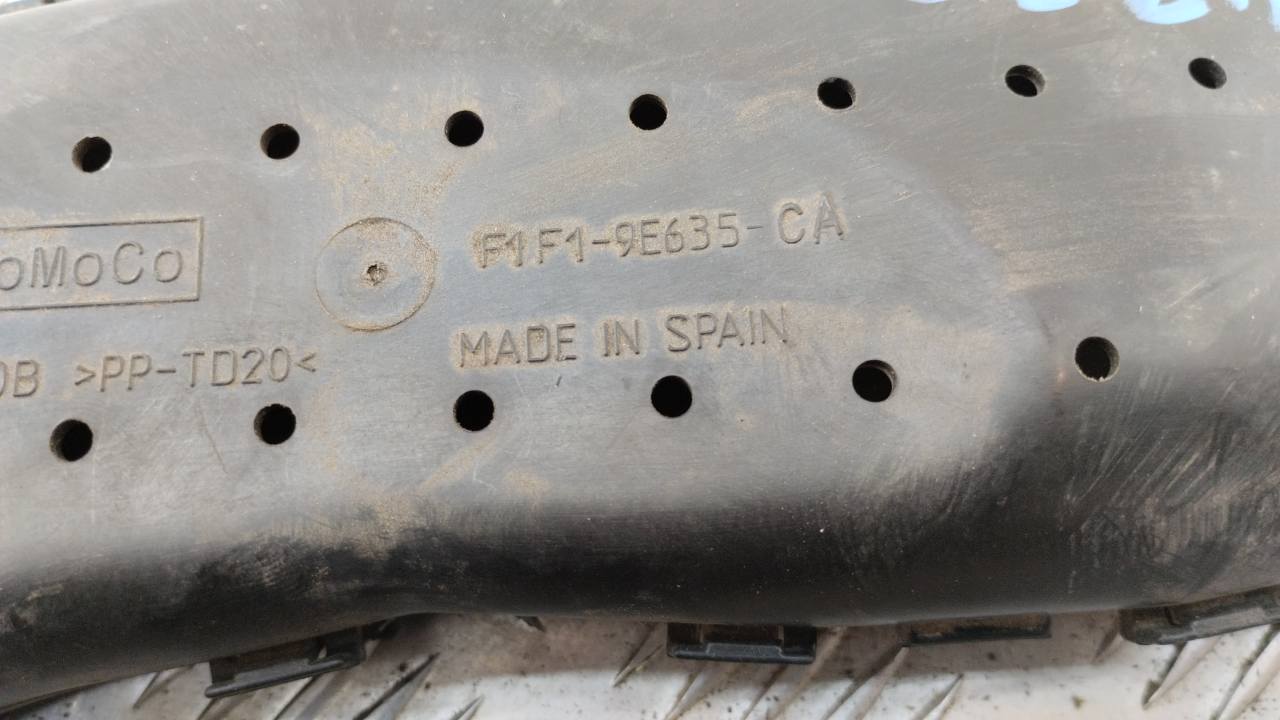 oMoCo
F1F1-9E635-CA
0B >PP-TD20<
MADE IN SPAIN